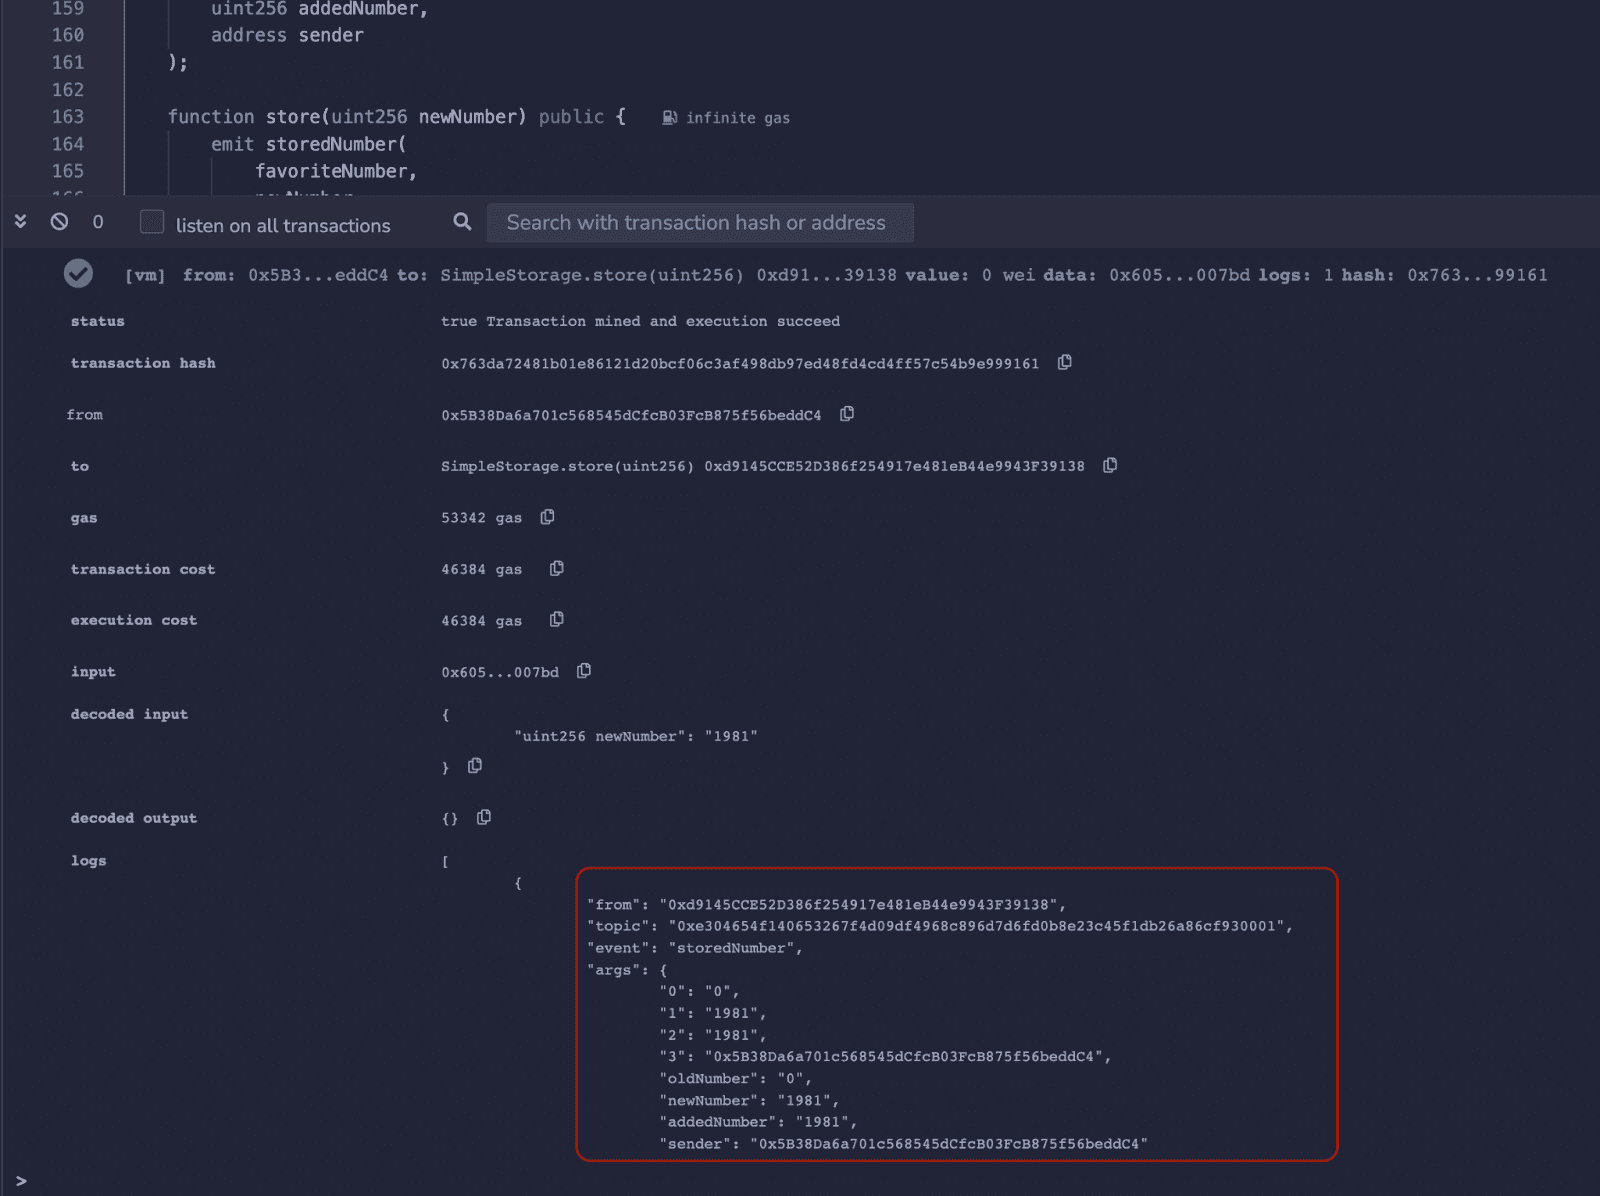 159 uint256 addedNumber,
160 address sender
161 );
162
163 function store(uint256 newNumber) public { infinite gas
164 emit storedNumber(
165 favoriteNumber,
0 listen on all transactions Search with transaction hash or address
[vm] from: 0x5B3...eddC4 to: SimpleStorage.store(uint256) 0xd91...39138 value: 0 wei data: 0x605...007bd logs: 1 hash: 0x763...99161
status true Transaction mined and execution succeed
transaction hash 0x763da72481b01e86121d20bcf06c3af498db97ed48fd4cd4ff57c54b9e999161
from 0x5B38Da6a701c568545dCfcB03FcB875f56beddC4
to SimpleStorage.store(uint256) 0xd9145CCE52D386f254917e481eB44e9943F39138
gas 53342 gas
transaction cost 46384 gas
execution cost 46384 gas
input 0x605...007bd
decoded input {
"uint256 newNumber": "1981"
}
decoded output {}
logs [
{
"from": "0xd9145CCE52D386f254917e481eB44e9943F39138",
"topic": "0xe304654f140653267f4d09df4968c896d7d6fd0b8e23c45f1db26a86cf930001",
"event": "storedNumber",
"args": {
"0": "0",
"1": "1981",
"2": "1981",
"3": "0x5B38Da6a701c568545dCfcB03FcB875f56beddC4",
"oldNumber": "0",
"newNumber": "1981",
"addedNumber": "1981",
"sender": "0x5B38Da6a701c568545dCfcB03FcB875f56beddC4"
>